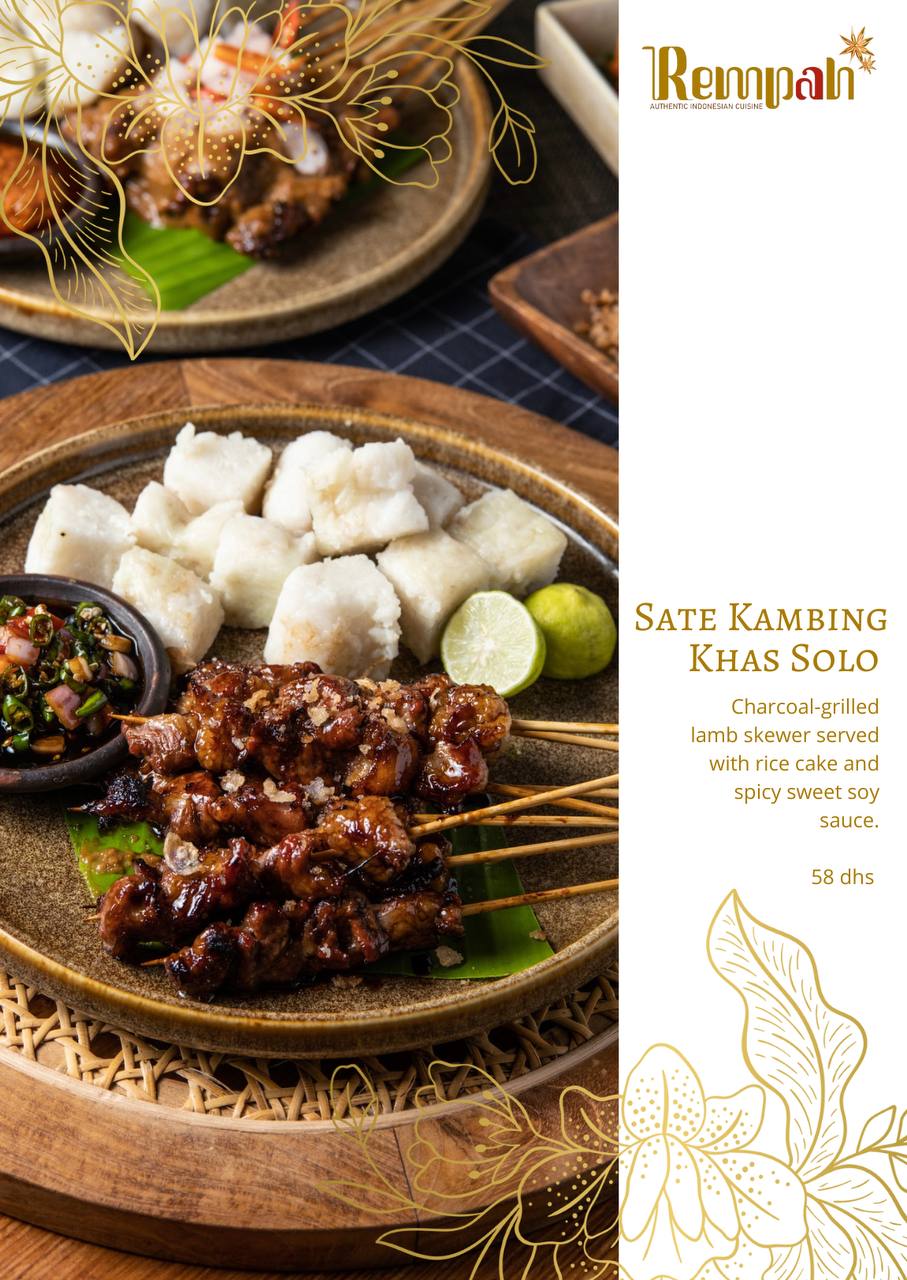 Rempah
AUTHENTIC INDONESIAN CUISINE
Sate Kambing
Khas Solo
Charcoal-grilled
lamb skewer served
with rice cake and
spicy sweet soy
sauce.
58 dhs